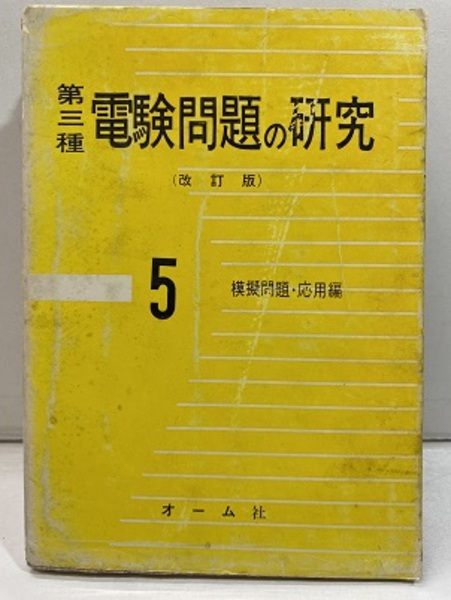 第三種 電験問題の研究
(改訂版)
5
模擬問題・応用編
オーム社